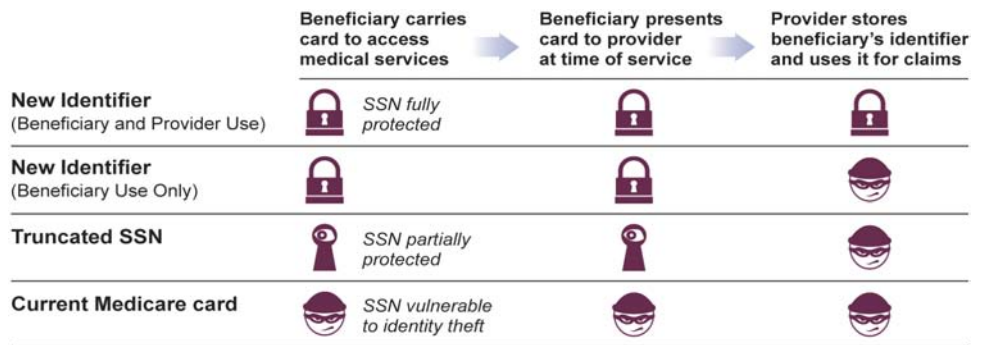 Beneficiary carries
card to access
medical services
Beneficiary presents
card to provider
at time of service
Provider stores
beneficiary's identifier
and uses it for claims
New Identifier
(Beneficiary and Provider Use)
SSN fully
protected
New Identifier
(Beneficiary Use Only)
Truncated SSN
SSN partially
protected
Current Medicare card
SSN vulnerable
to identity theft